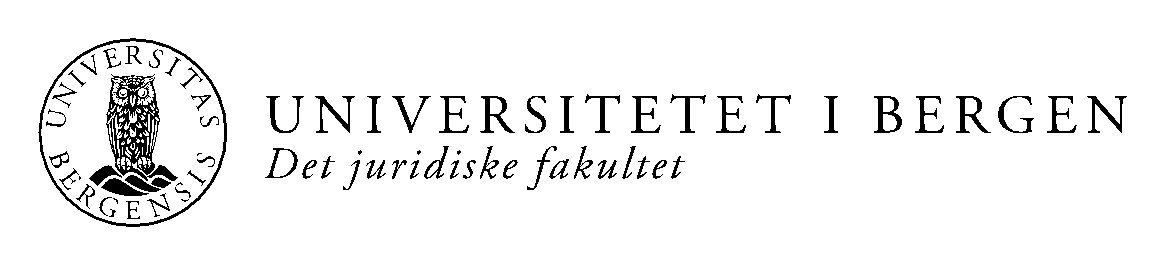 UNIVERSITAS
BERGENSIS
UNIVERSITETET I BERGEN
Det juridiske fakultet